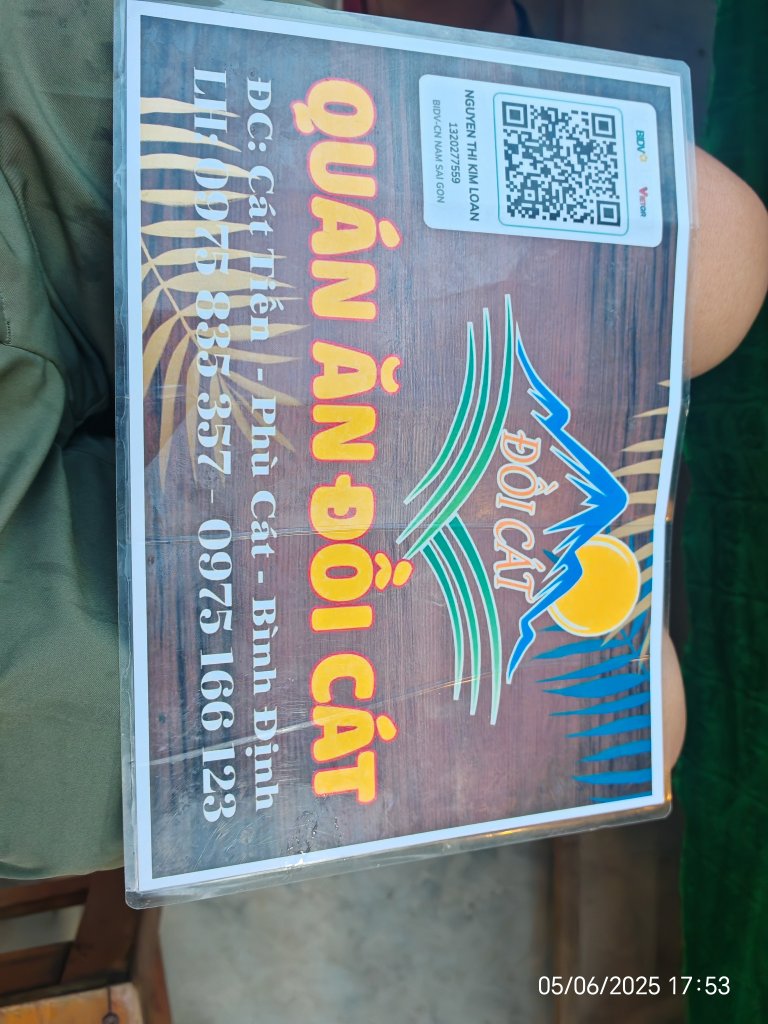 BIDV
VIETQR
NGUYEN THI KIM LOAN
1320277559
BIDV-CN NAM SAI GON
ĐỒI CÁT
QUÁN ĂN ĐỒI CÁT
ĐC: Cát Tiến - Phù Cát - Bình Định
LH: 0975 835 357 - 0975 166 123
05/06/2025 17:53